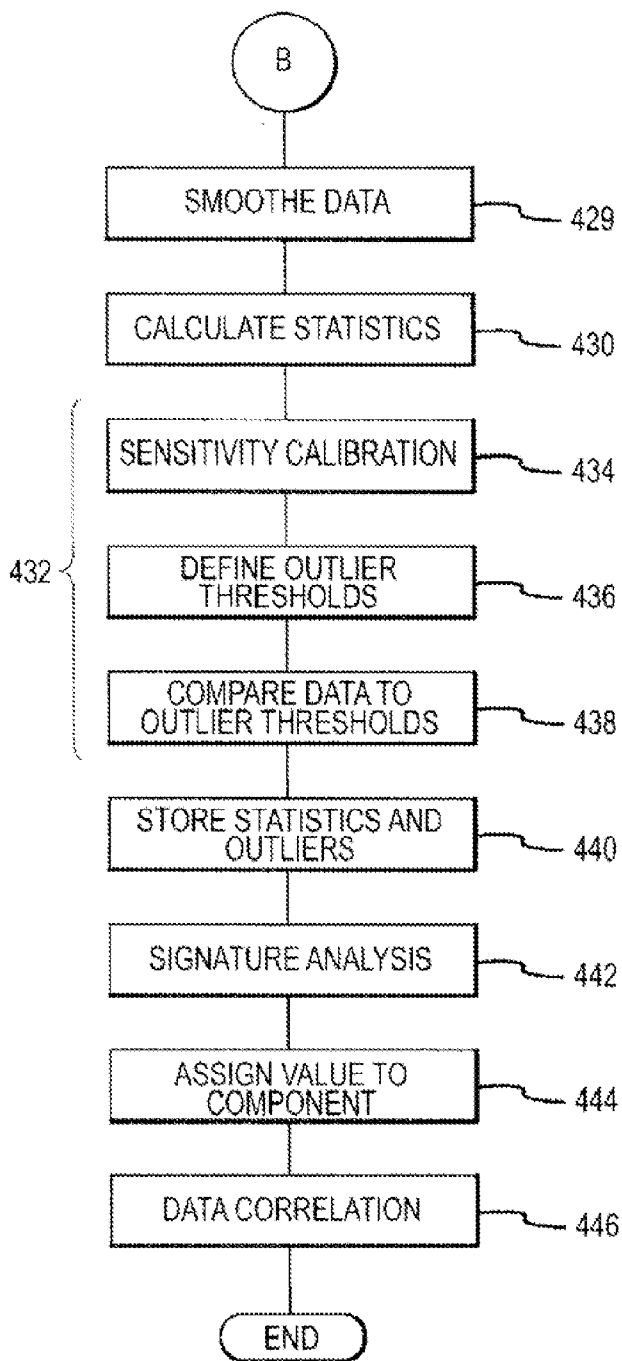 B
SMOOTHE DATA
429
CALCULATE STATISTICS
430
SENSITIVITY CALIBRATION
434
432
DEFINE OUTLIER
THRESHOLDS
436
COMPARE DATA TO
OUTLIER THRESHOLDS
438
STORE STATISTICS AND
OUTLIERS
440
SIGNATURE ANALYSIS
442
ASSIGN VALUE TO
COMPONENT
444
DATA CORRELATION
446
END